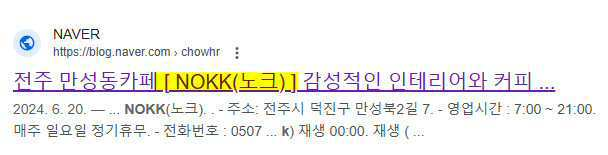 NAVER
https://blog.naver.com › chowhr
전주 만성동카페 [ NOKK(노크) ] 감성적인 인테리어와 커피 ...
2024. 6. 20. — ... NOKK(노크). . - 주소: 전주시 덕진구 만성북2길 7. - 영업시간 : 7:00 ~ 21:00.
매주 일요일 정기휴무. - 전화번호 : 0507 ... k) 재생 00:00. 재생 ( ...